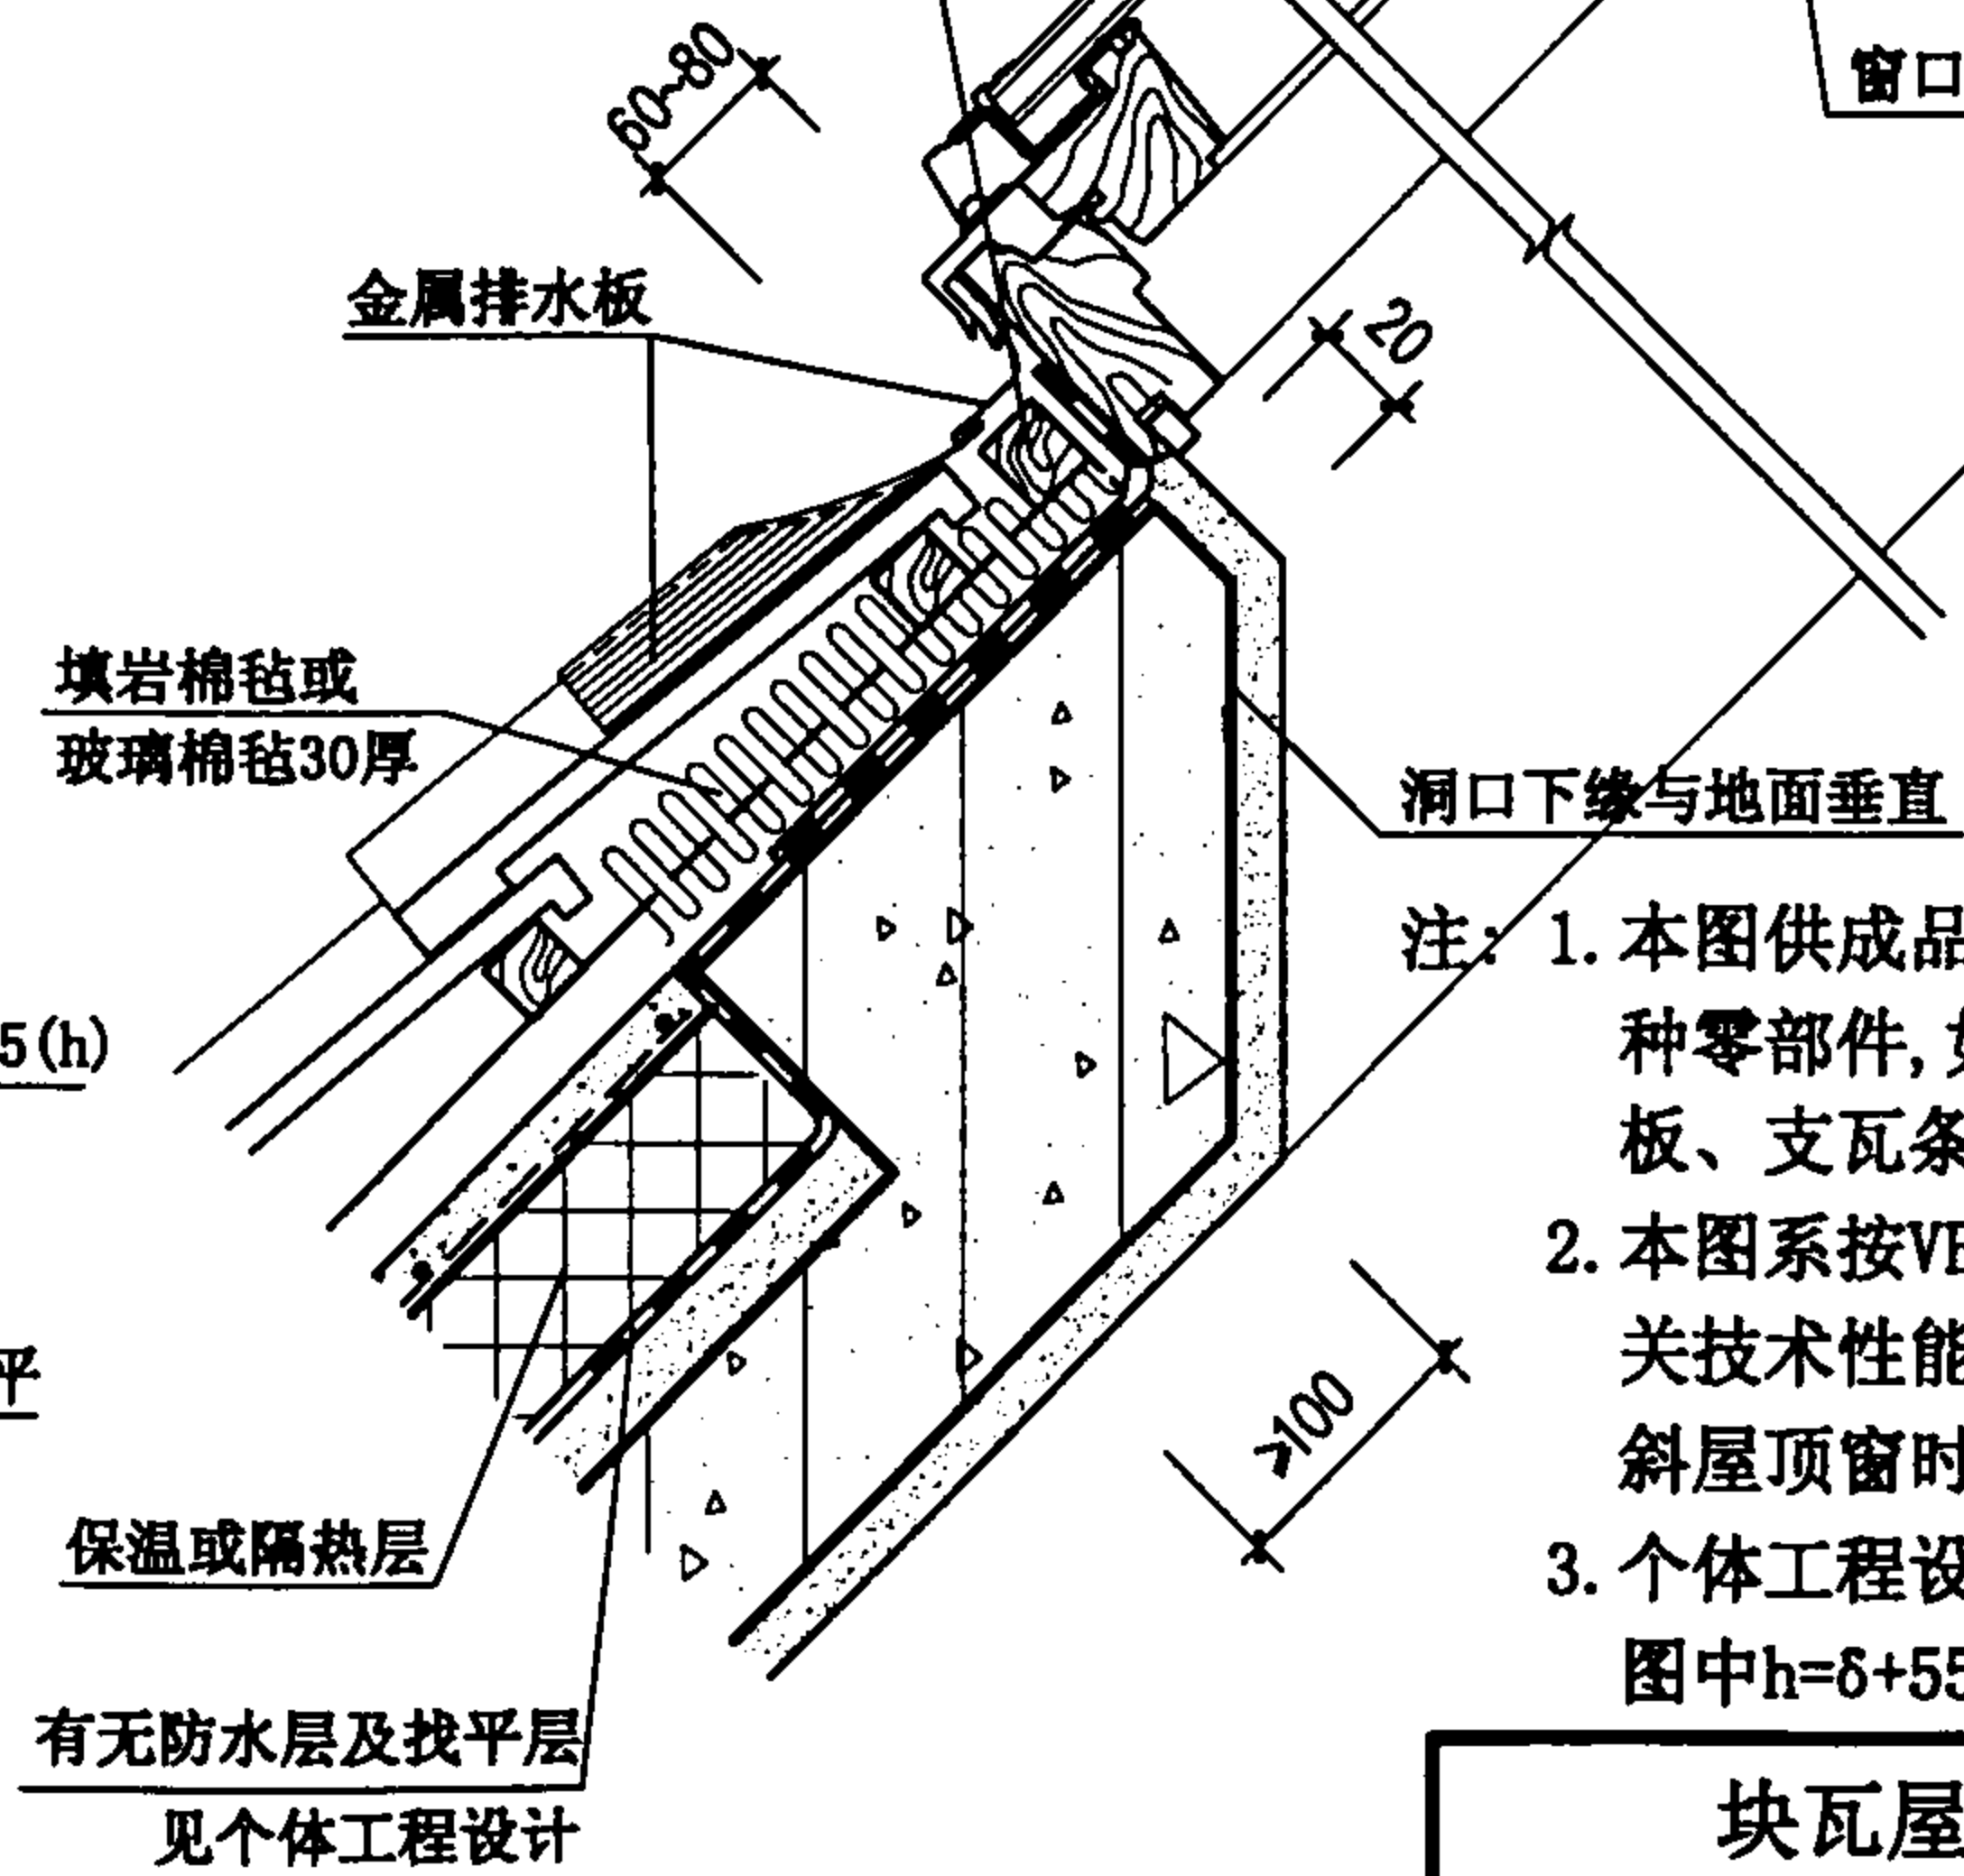 60~80
窗口
金属排水板
20
填岩棉毡或
玻璃棉毡30厚
洞口下缘与地面垂直
注：1.本图供成品
种零部件,如
板、支瓦条
5(h)
2.本图系按VE
平
关技术性能
>100
斜屋顶窗时
保温或隔热层
3.个体工程设
图中h=δ+55
有无防水层及找平层
见个体工程设计
块瓦屋